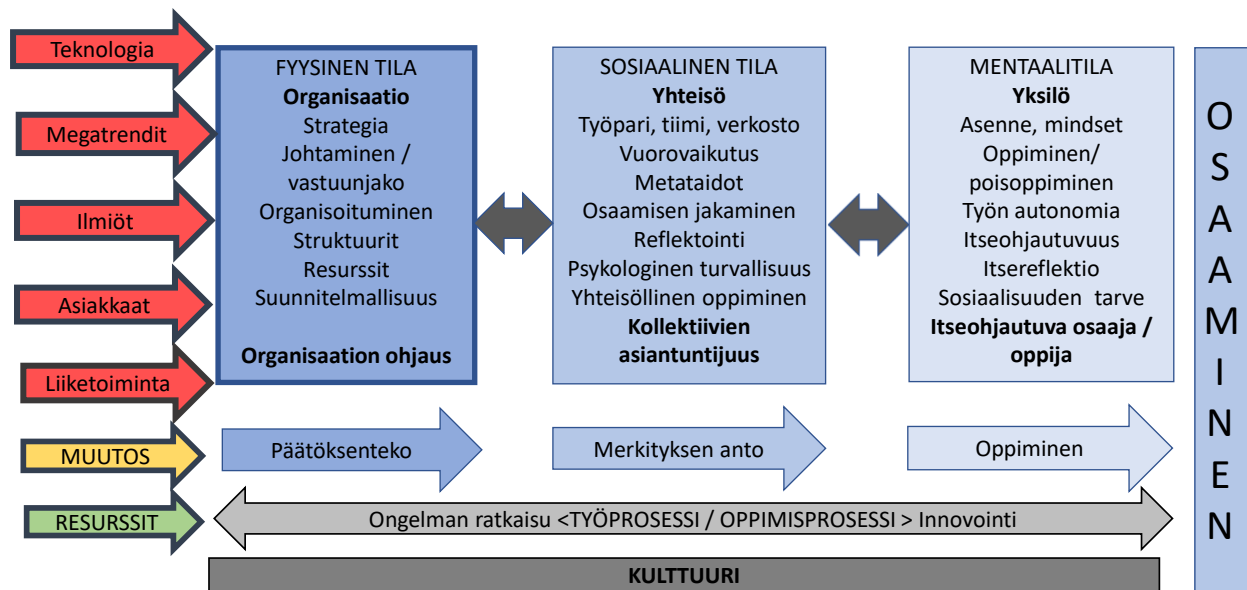 Teknologia
Megatrendit
Ilmiöt
Asiakkaat
Liiketoiminta
MUUTOS
RESURSSIT
FYYSINEN TILA
Organisaatio
Strategia
Johtaminen /
vastuunjako
Organisoituminen
Struktuurit
Resurssit
Suunnitelmallisuus
Organisaation ohjaus
SOSIAALINEN TILA
Yhteisö
Työpari, tiimi, verkosto
Vuorovaikutus
Metataidot
Osaamisen jakaminen
Reflektointi
Psykologinen turvallisuus
Yhteisöllinen oppiminen
Kollektiivien
asiantuntijuus
MENTAALITILA
Yksilö
Asenne, mindset
Oppiminen/
poisoppiminen
Työn autonomia
Itseohjautuvuus
Itsereflektio
Sosiaalisuuden tarve
Itseohjautuva osaaja /
oppija
Päätöksenteko
Merkityksen anto
Oppiminen
Ongelman ratkaisu <TYÖPROSESSI / OPPIMISPROSESSI > Innovointi
KULTTUURI
OSAAMINEN